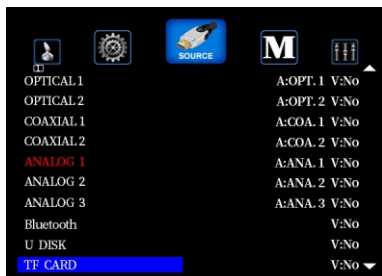 SOURCE
M
OPTICAL 1 A:OPT. 1 V:No
OPTICAL 2 A:OPT. 2 V:No
COAXIAL 1 A:COA. 1 V:No
COAXIAL 2 A:COA. 2 V:No
ANALOG 1 A:ANA. 1 V:No
ANALOG 2 A:ANA. 2 V:No
ANALOG 3 A:ANA. 3 V:No
Bluetooth V:No
U DISK V:No
TF CARD V:No